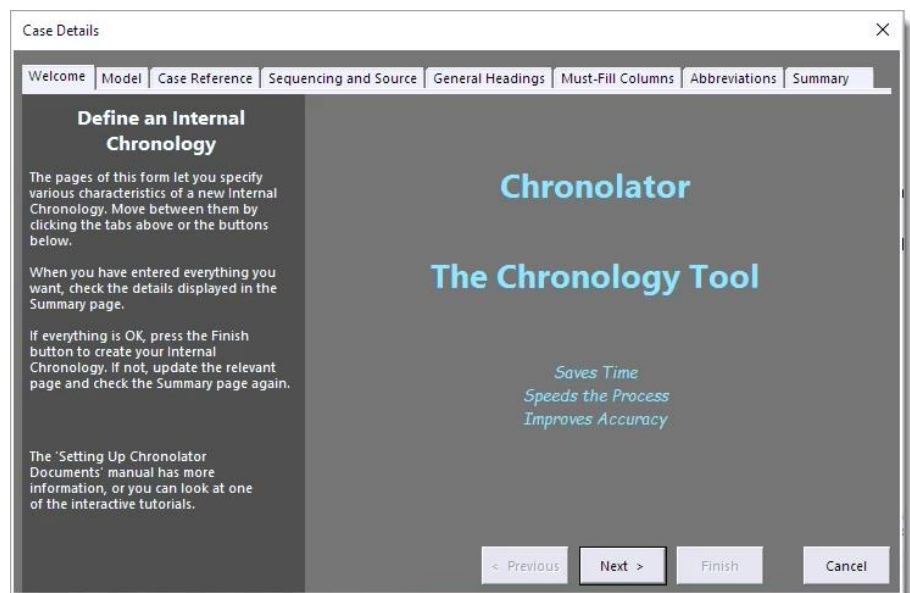 Case Details
Welcome
Model
Case Reference
Sequencing and Source
General Headings
Must-Fill Columns
Abbreviations
Summary
Define an Internal
Chronology
The pages of this form let you specify
various characteristics of a new Internal
Chronology. Move between them by
clicking the tabs above or the buttons
below.
When you have entered everything you
want, check the details displayed in the
Summary page.
If everything is OK, press the Finish
button to create your Internal
Chronology. If not, update the relevant
page and check the Summary page again.
The 'Setting Up Chronolator
Documents' manual has more
information, or you can look at one
of the interactive tutorials.
Chronolator
The Chronology Tool
Saves Time
Speeds the Process
Improves Accuracy
< Previous
Next >
Finish
Cancel